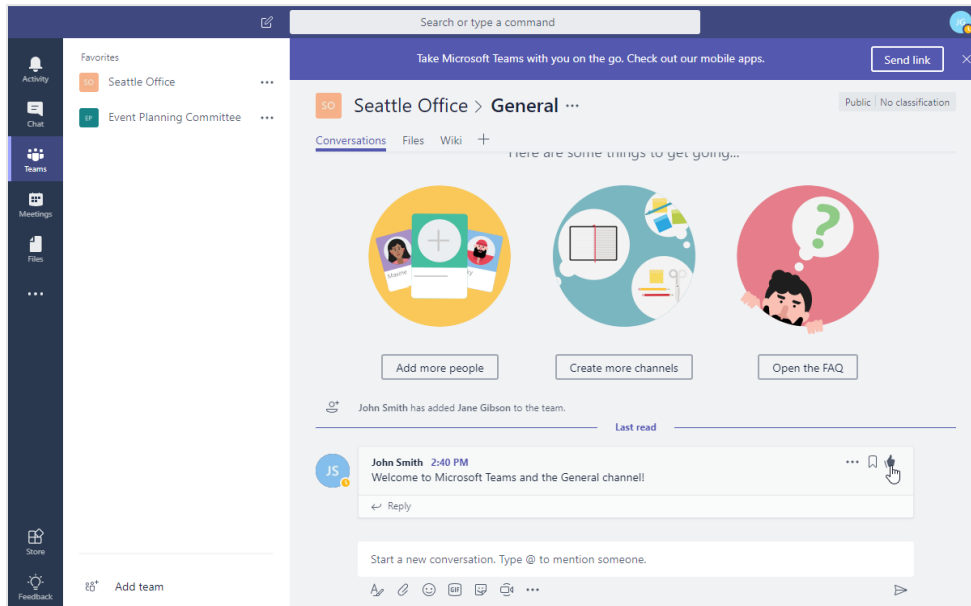 Search or type a command
JG
Take Microsoft Teams with you on the go. Check out our mobile apps.
Send link
Activity
Chat
Teams
Meetings
Files
Store
Feedback
Favorites
SO Seattle Office
EP Event Planning Committee
Add team
SO Seattle Office > General
Public No classification
Conversations Files Wiki
Here are some things to get going...
Maxine
Add more people
Create more channels
Open the FAQ
John Smith has added Jane Gibson to the team.
Last read
JS
John Smith 2:40 PM
Welcome to Microsoft Teams and the General channel!
Reply
Start a new conversation. Type @ to mention someone.
GIF